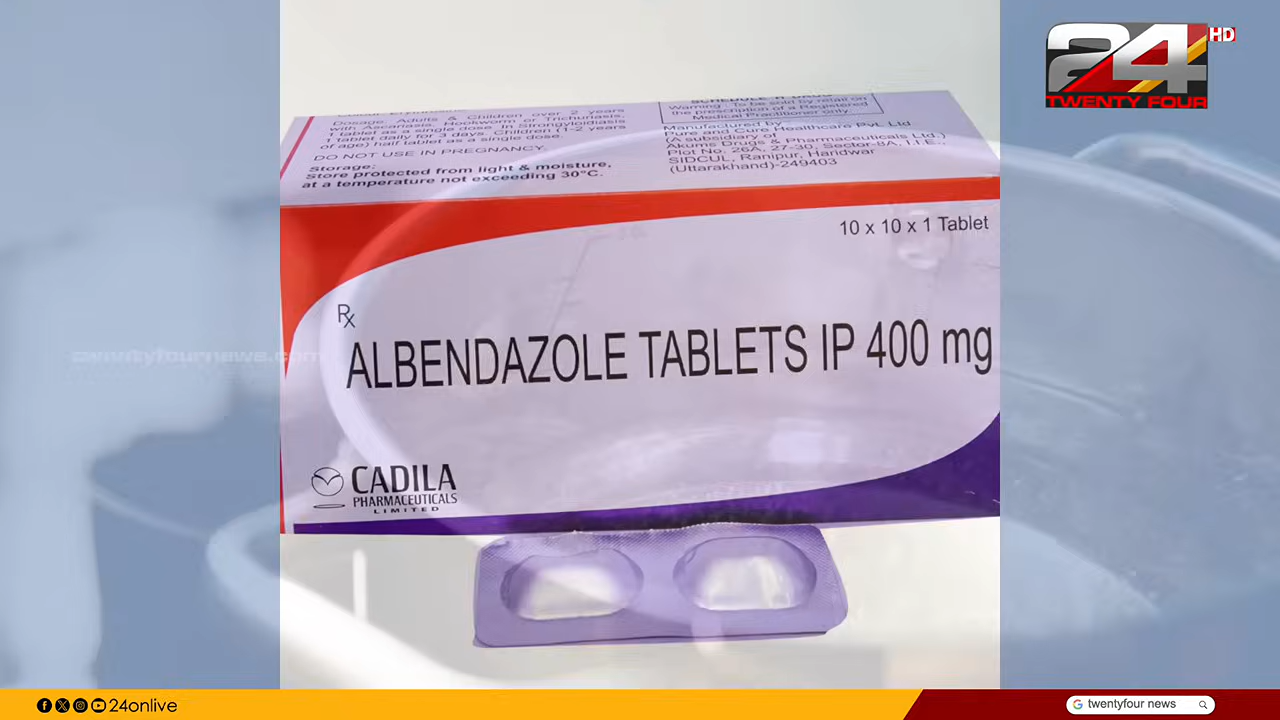 24 HD
TWENTY FOUR
Dosage: Adults & Children over 2 years
with Ascariasis, Hookworm or Trichuriasis,
1 tablet as a single dose. In Strongyloidiasis
1 tablet daily for 3 days. Children (1-2 years
of age) half tablet as a single dose.
DO NOT USE IN PREGNANCY.
Storage:
Store protected from light & moisture,
at a temperature not exceeding 30°C.
SCHEDULE H DRUG
Warning : To be sold by retail on
the prescription of a Registered
Medical Practitioner only.
Manufactured by
Pure and Cure Healthcare Pvt. Ltd
(A subsidiary of
Akums Drugs & Pharmaceuticals Ltd.)
Plot No. 26A, 27-30, Sector-8A, I.I.E.,
SIDCUL, Ranipur, Haridwar
(Uttarakhand)-249403
10 x 10 x 1 Tablet
Rx
ALBENDAZOLE TABLETS IP 400 mg
CADILA
PHARMACEUTICALS
LIMITED
twentyfournews.com
24onlive
twentyfour news